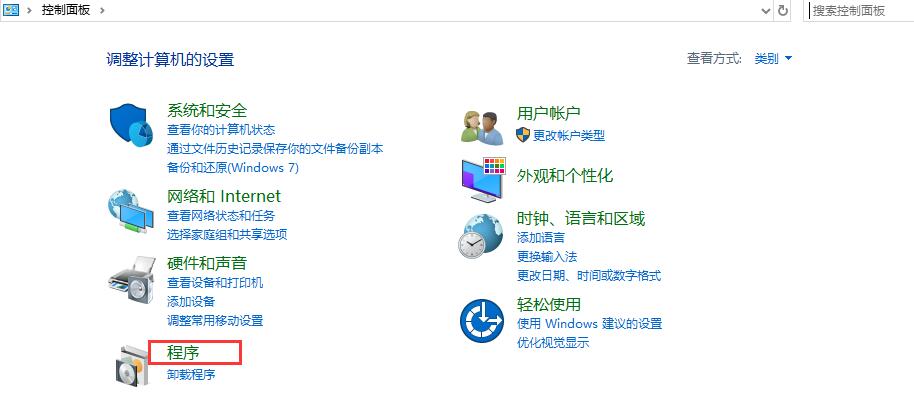 控制面板
搜索控制面板
调整计算机的设置
查看方式: 类别
系统和安全
查看你的计算机状态
通过文件历史记录保存你的文件备份副本
备份和还原(Windows 7)
网络和 Internet
查看网络状态和任务
选择家庭组和共享选项
硬件和声音
查看设备和打印机
添加设备
调整常用移动设置
程序
卸载程序
用户帐户
更改帐户类型
外观和个性化
时钟、语言和区域
添加语言
更换输入法
更改日期、时间或数字格式
轻松使用
使用 Windows 建议的设置
优化视觉显示